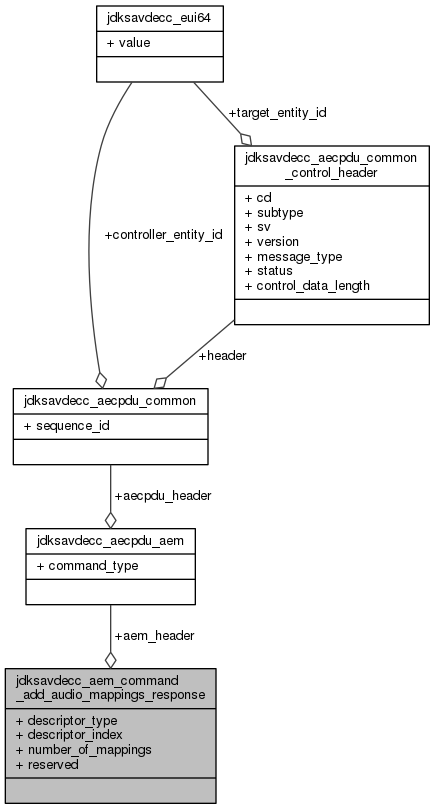 jdksavdecc_eui64
+ value
+target_entity_id
jdksavdecc_aecpdu_common
_control_header
+ cd
+ subtype
+ sv
+ version
+ message_type
+ status
+ control_data_length
+controller_entity_id
+header
jdksavdecc_aecpdu_common
+ sequence_id
+aecpdu_header
jdksavdecc_aecpdu_aem
+ command_type
+aem_header
jdksavdecc_aem_command
_add_audio_mappings_response
+ descriptor_type
+ descriptor_index
+ number_of_mappings
+ reserved